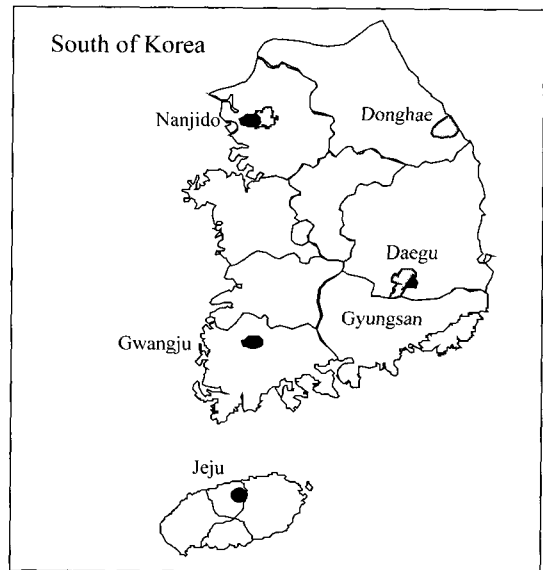 South of Korea
Nanjido
Donghae
Daegu
Gyungsan
Gwangju
Jeju